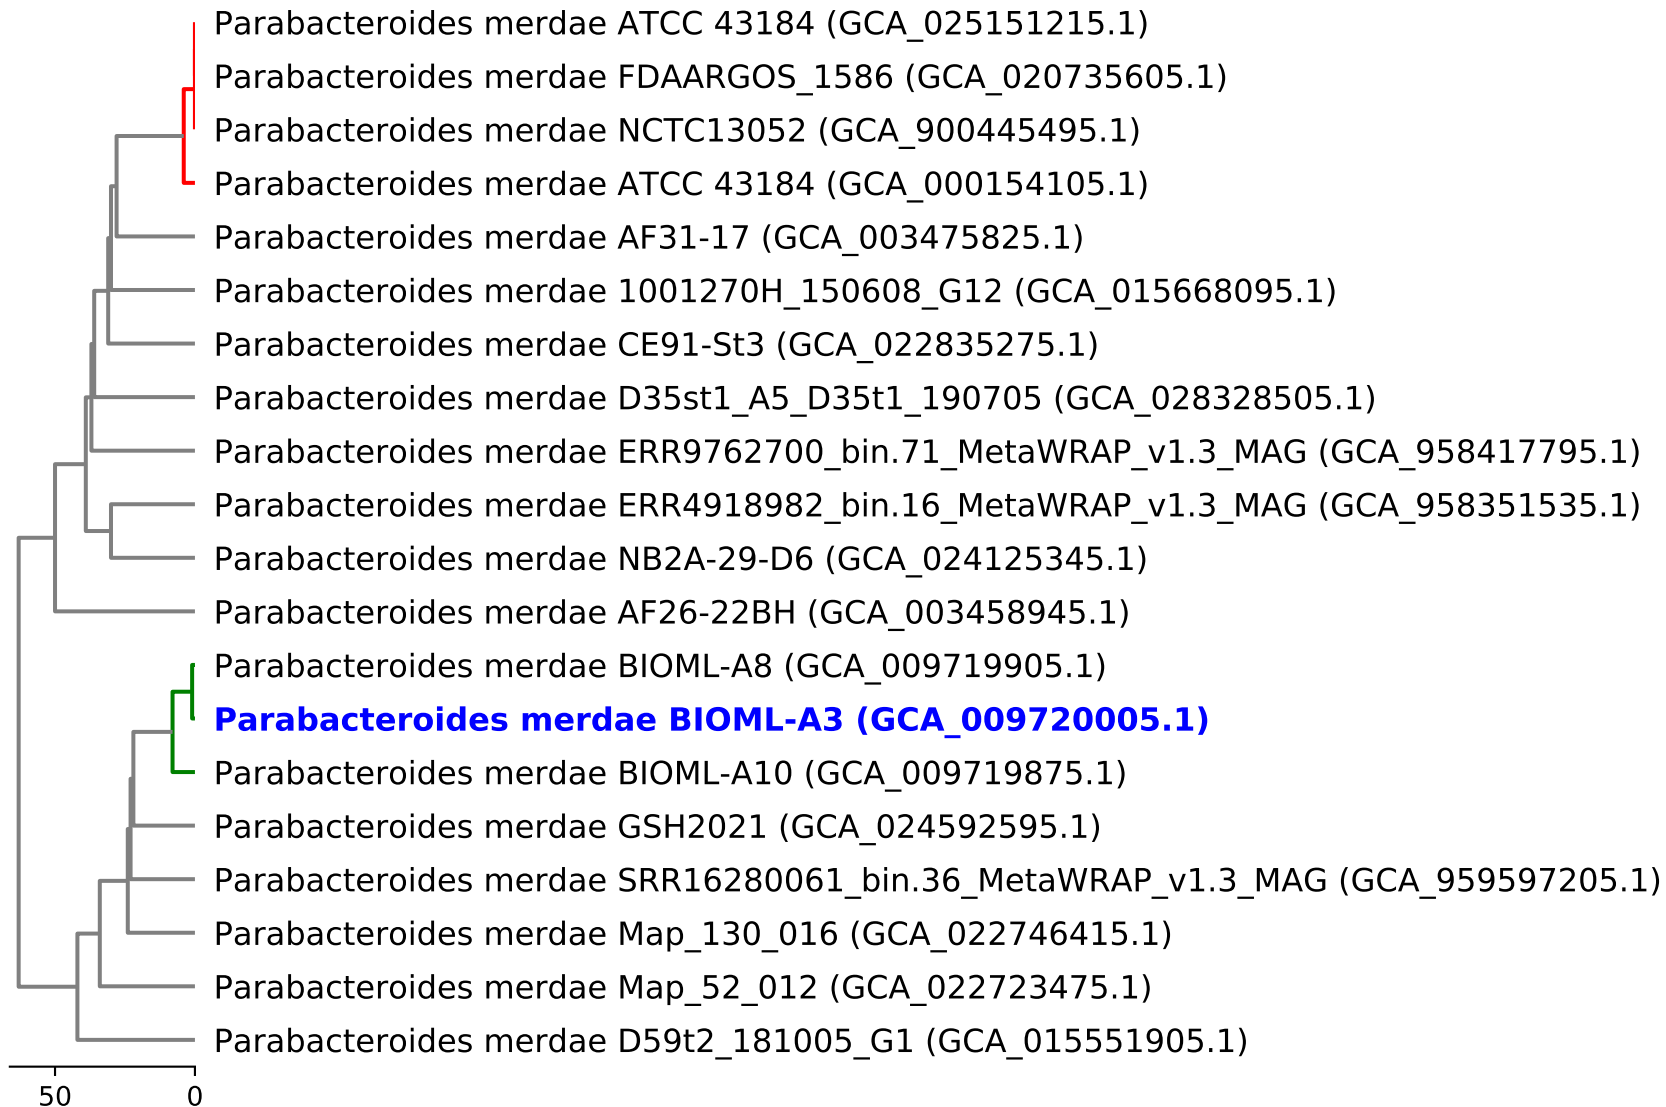 Parabacteroides merdae ATCC 43184 (GCA_025151215.1)
Parabacteroides merdae FDAARGOS_1586 (GCA_020735605.1)
Parabacteroides merdae NCTC13052 (GCA_900445495.1)
Parabacteroides merdae ATCC 43184 (GCA_000154105.1)
Parabacteroides merdae AF31-17 (GCA_003475825.1)
Parabacteroides merdae 1001270H_150608_G12 (GCA_015668095.1)
Parabacteroides merdae CE91-St3 (GCA_022835275.1)
Parabacteroides merdae D35st1_A5_D35t1_190705 (GCA_028328505.1)
Parabacteroides merdae ERR9762700_bin.71_MetaWRAP_v1.3_MAG (GCA_958417795.1)
Parabacteroides merdae ERR4918982_bin.16_MetaWRAP_v1.3_MAG (GCA_958351535.1)
Parabacteroides merdae NB2A-29-D6 (GCA_024125345.1)
Parabacteroides merdae AF26-22BH (GCA_003458945.1)
Parabacteroides merdae BIOML-A8 (GCA_009719905.1)
Parabacteroides merdae BIOML-A3 (GCA_009720005.1)
Parabacteroides merdae BIOML-A10 (GCA_009719875.1)
Parabacteroides merdae GSH2021 (GCA_024592595.1)
Parabacteroides merdae SRR16280061_bin.36_MetaWRAP_v1.3_MAG (GCA_959597205.1)
Parabacteroides merdae Map_130_016 (GCA_022746415.1)
Parabacteroides merdae Map_52_012 (GCA_022723475.1)
Parabacteroides merdae D59t2_181005_G1 (GCA_015551905.1)
50 0